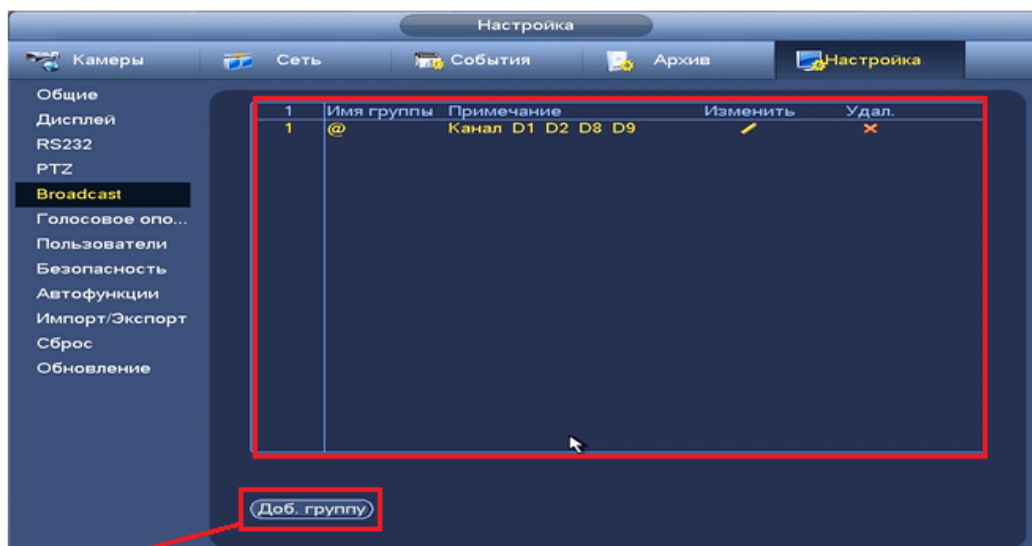 Настройка
Камеры Сеть События Архив Настройка
Общие
Дисплей
RS232
PTZ
Broadcast
Голосовое опо...
Пользователи
Безопасность
Автофункции
Импорт/Экспорт
Сброс
Обновление
1 Имя группы Примечание Изменить Удал.
1 @ Канал D1 D2 D8 D9
Доб. группу